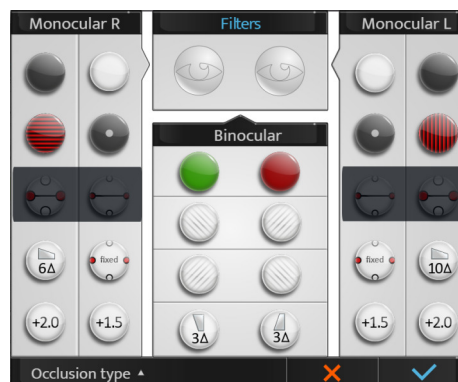 Monocular R
Filters
Monocular L
Binocular
6Δ
fixed
fixed
10Δ
+2.0
+1.5
3Δ
3Δ
+1.5
+2.0
Occlusion type